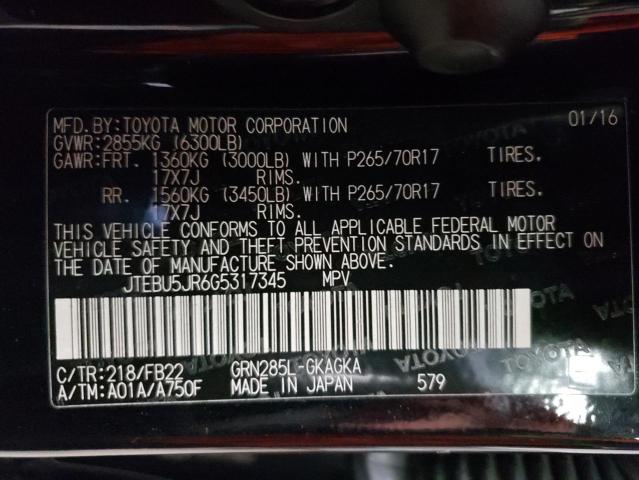 MFD.BY:TOYOTA MOTOR CORPORATION 01/16
GVWR:2855KG (6300LB)
GAWR:FRT. 1360KG (3000LB) WITH P265/70R17 TIRES.
17X7J RIMS.
RR. 1560KG (3450LB) WITH P265/70R17 TIRES.
17X7J RIMS.
THIS VEHICLE CONFORMS TO ALL APPLICABLE FEDERAL MOTOR
VEHICLE SAFETY AND THEFT PREVENTION STANDARDS IN EFFECT ON
THE DATE OF MANUFACTURE SHOWN ABOVE.
JTEBU5JR6G5317345 MPV
C/TR:218/FB22 GRN285L-GKAGKA
A/TM:A01A/A750F MADE IN JAPAN 579